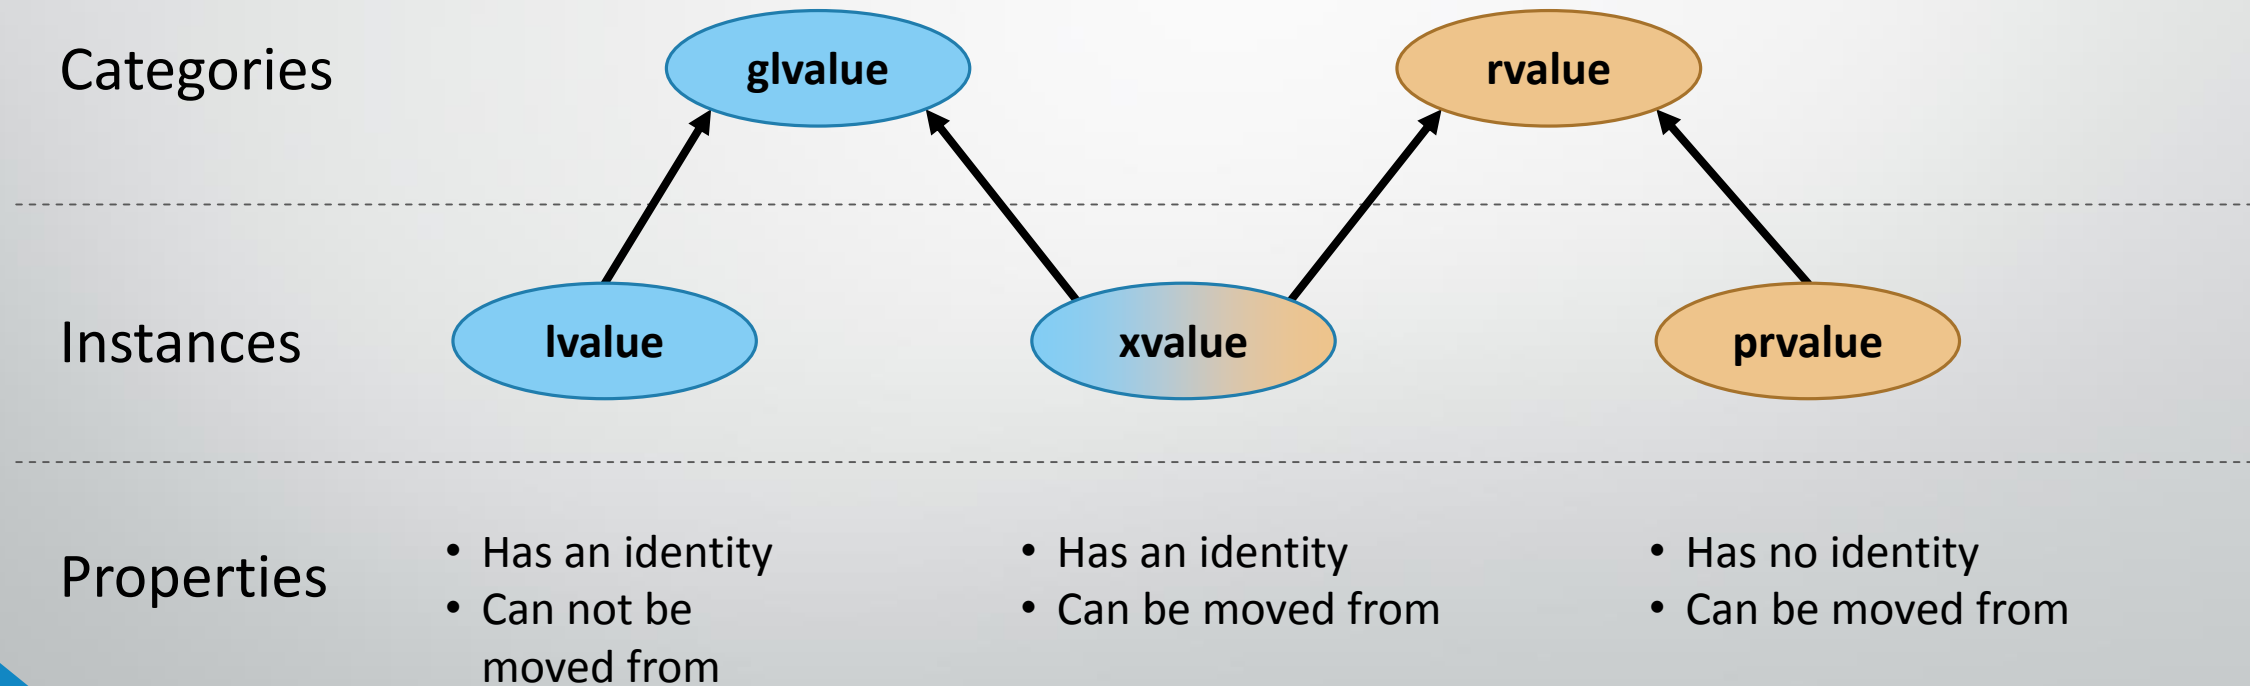 Categories
glvalue
rvalue
Instances
lvalue
xvalue
prvalue
Properties
• Has an identity
• Can not be
moved from
• Has an identity
• Can be moved from
• Has no identity
• Can be moved from